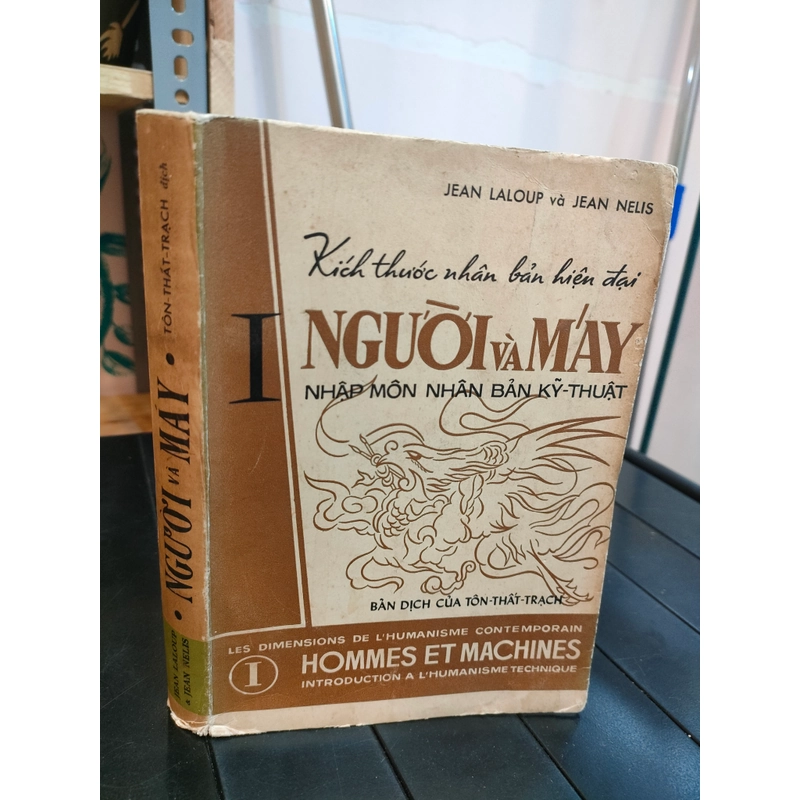 JEAN LALOUP và JEAN NELIS
Kích thước nhân bản hiện đại
I
NGƯỜI VÀ MÁY
NHẬP MÔN NHÂN BẢN KỸ-THUẬT
BẢN DỊCH CỦA TÔN-THẤT-TRẠCH
LES DIMENSIONS DE L'HUMANISME CONTEMPORAIN
I
HOMMES ET MACHINES
INTRODUCTION A L'HUMANISME TECHNIQUE
TÔN-THẤT-TRẠCH dịch
• NGƯỜI VÀ MÁY •
JEAN LALOUP
& JEAN NELIS